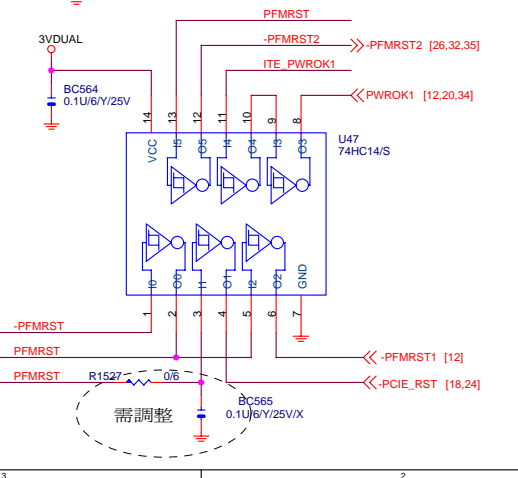 PFMRST
3VDUAL
-PFMRST2
-PFMRST2 [26,32,35]
ITE_PWROK1
BC564
0.1U/6/Y/25V
PWROK1 [12,20,34]
14
13
12
11
10
9
8
U47
74HC14/S
VCC
I5
O5
I4
O4
I3
O3
I0
O0
I1
O1
I2
O2
GND
1
2
3
4
5
6
7
-PFMRST
PFMRST
-PFMRST1 [12]
PFMRST
R1527
0/6
-PCIE_RST [18,24]
需調整
BC565
0.1U/6/Y/25V/X
3
2